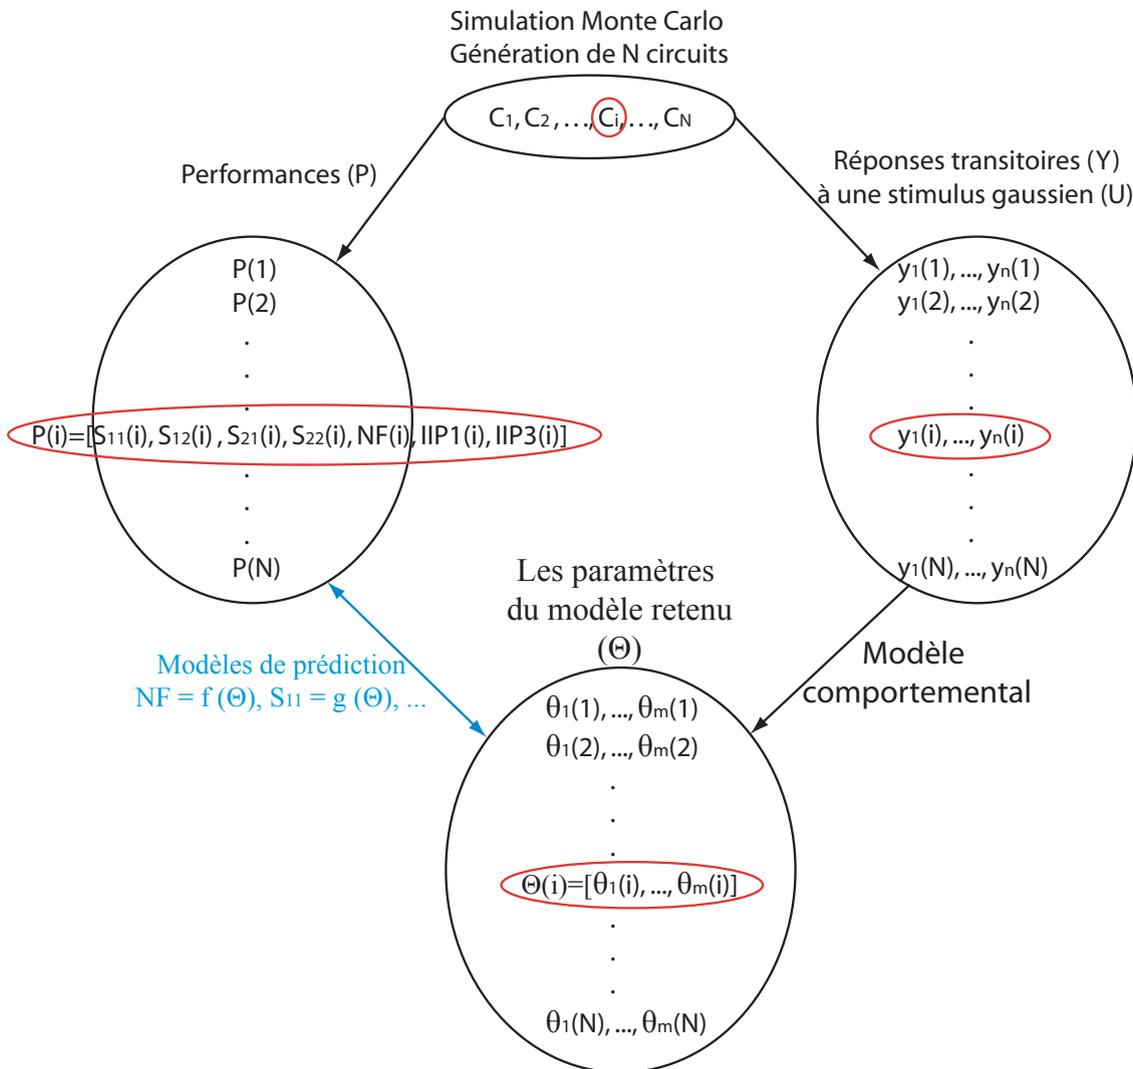 Simulation Monte Carlo
Génération de N circuits
C1, C2 , ..., Ci, ..., CN
Performances (P)
Réponses transitoires (Y)
à une stimulus gaussien (U)
P(1)
P(2)
.
.
.
P(i)=[S11(i), S12(i) , S21(i), S22(i), NF(i), IIP1(i), IIP3(i)]
.
.
.
P(N)
y1(1), ..., yn(1)
y1(2), ..., yn(2)
.
.
.
y1(i), ..., yn(i)
.
.
.
y1(N), ..., yn(N)
Modèles de prédiction
NF = f (Θ), S11 = g (Θ), ...
Les paramètres
du modèle retenu
(Θ)
Modèle
comportemental
θ1(1), ..., θm(1)
θ1(2), ..., θm(2)
.
.
.
Θ(i)=[θ1(i), ..., θm(i)]
.
.
.
θ1(N), ..., θm(N)